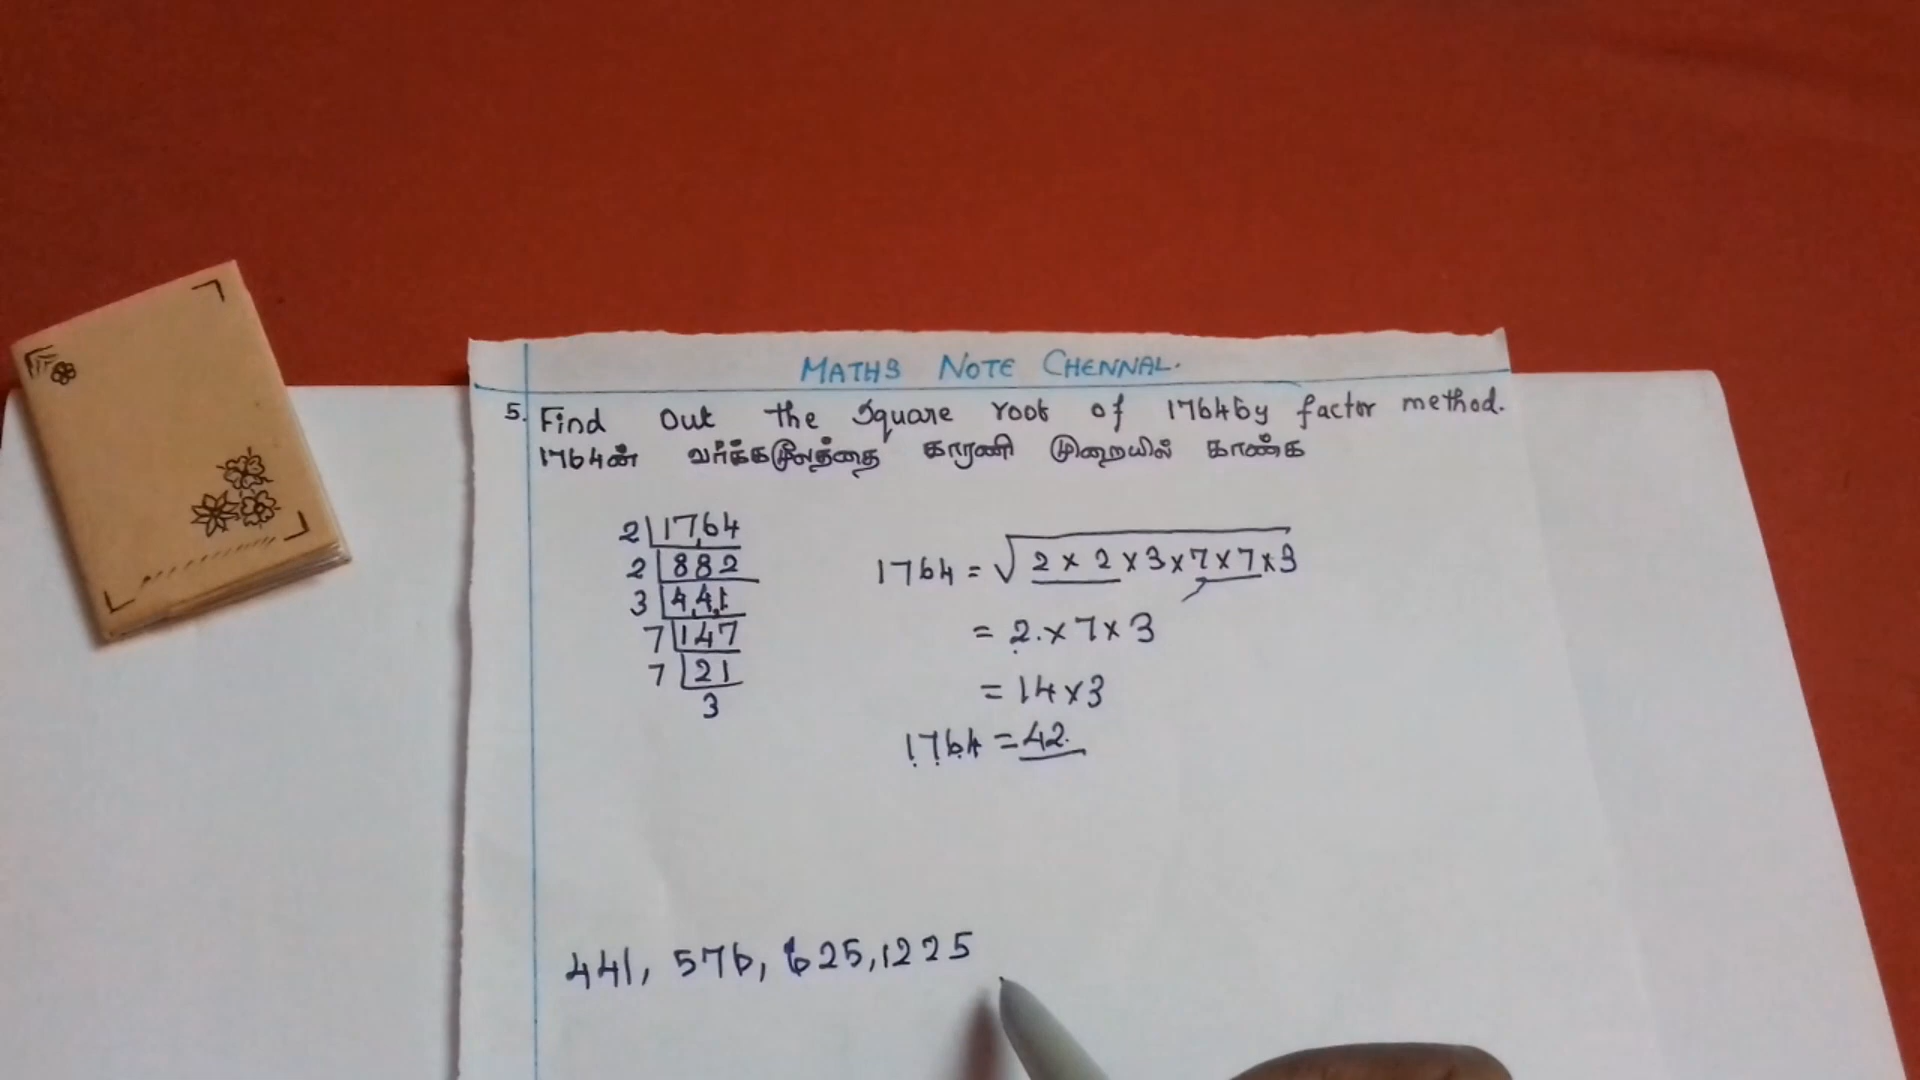 MATHS NOTE CHENNAI.
5. Find out the square root of 1764 by factor method.
1764ன் வர்க்கமூலத்தை காரணி முறையில் காண்க
2 | 1764
2 | 882
3 | 441
7 | 147
7 | 21
3
1764 = √2 × 2 × 3 × 7 × 7 × 3
= 2 × 7 × 3
= 14 × 3
1764 = 42.
441, 576, 625, 1225